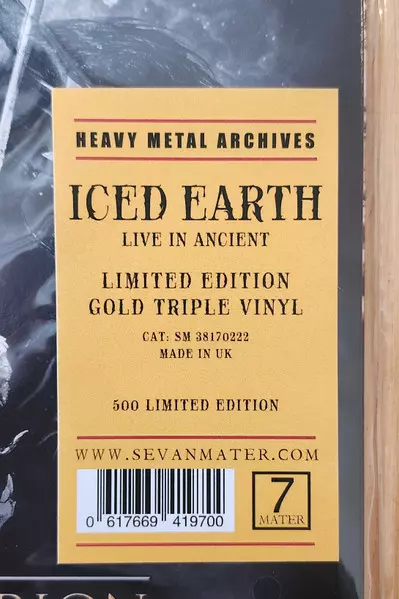 HEAVY METAL ARCHIVES
ICED EARTH
LIVE IN ANCIENT
LIMITED EDITION
GOLD TRIPLE VINYL
CAT: SM 38170222
MADE IN UK
500 LIMITED EDITION
WWW.SEVANMATER.COM
0 617669 419700
7
MATER